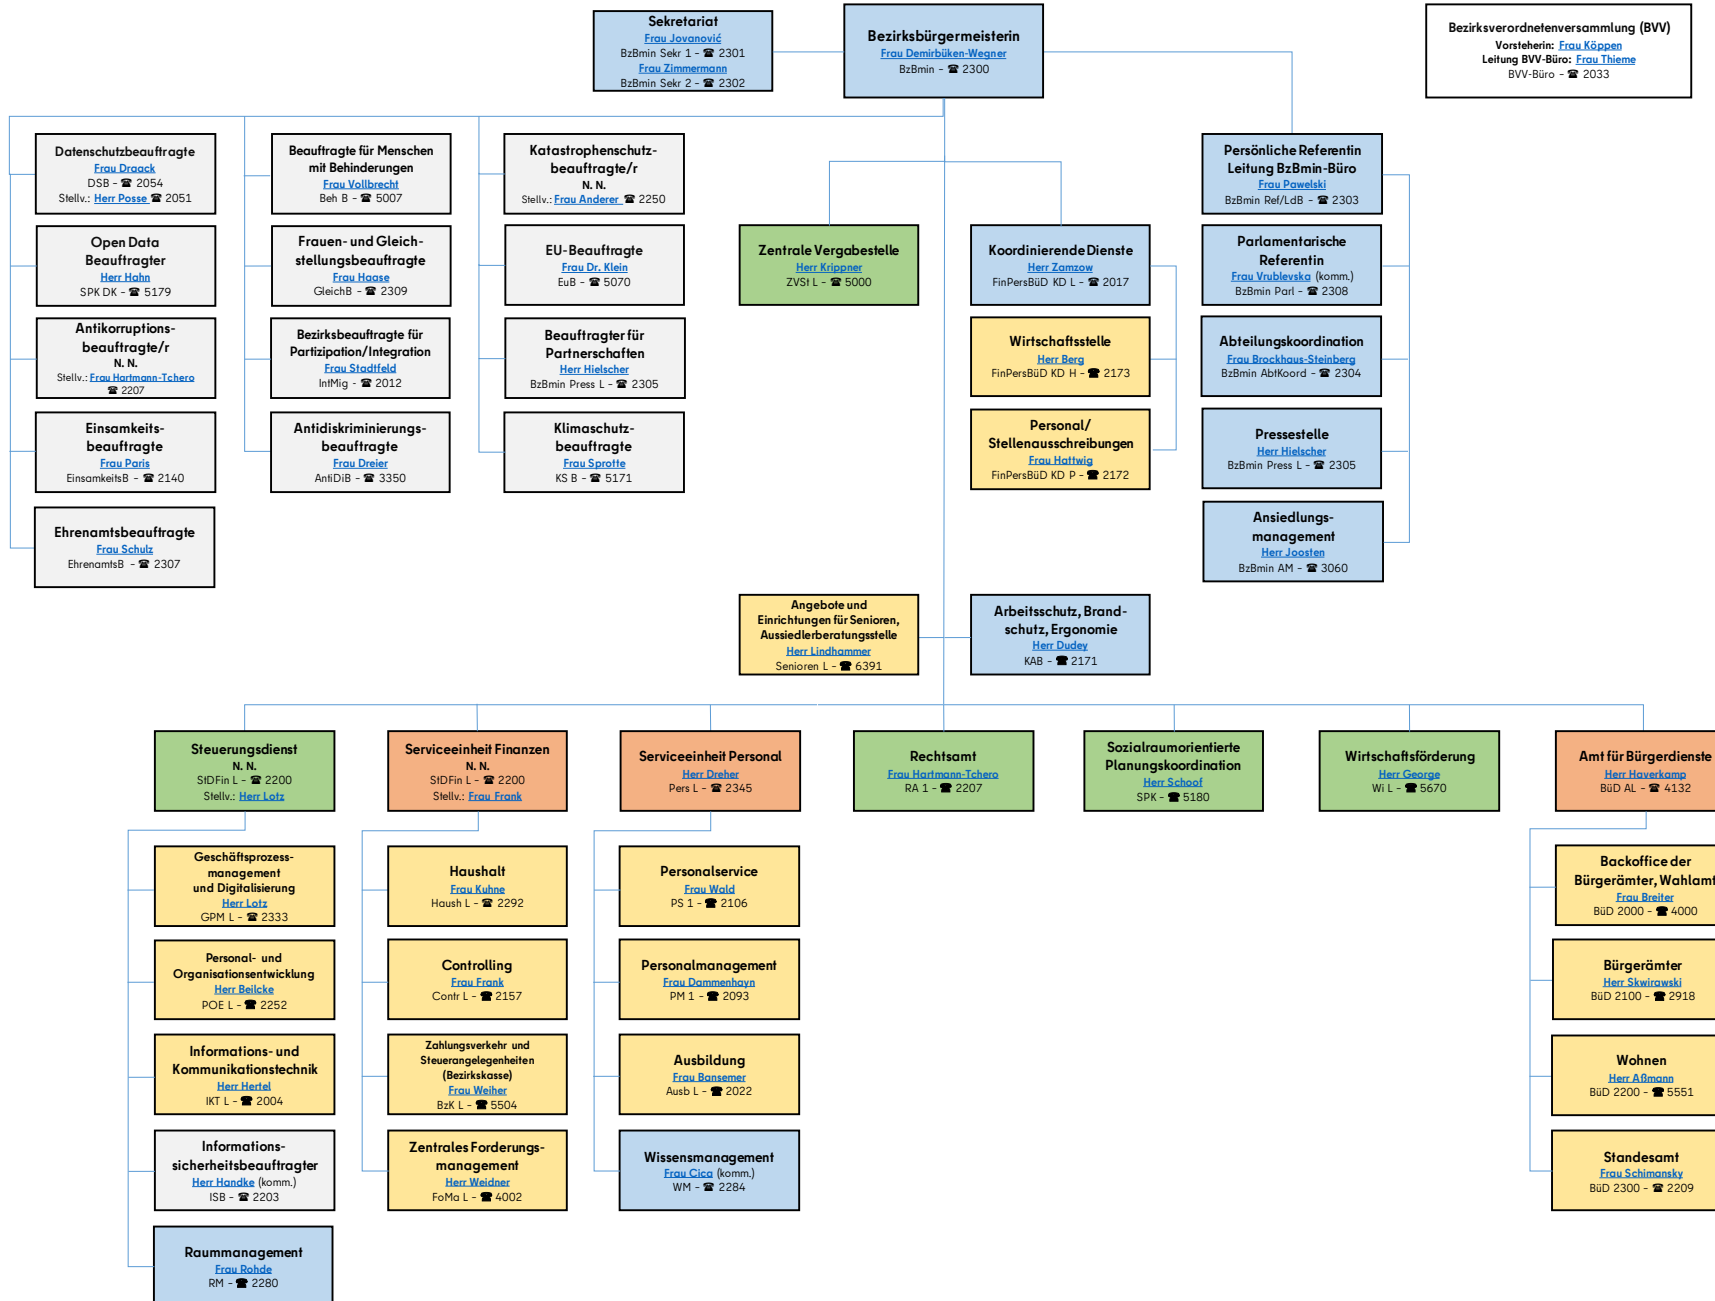 Sekretariat
Frau Jovanović
BzBmin Sekr 1 - ☎ 2301
Frau Zimmermann
BzBmin Sekr 2 - ☎ 2302
Bezirksbürgermeisterin
Frau Demirbüken-Wegner
BzBmin - ☎ 2300
Bezirksverordnetenversammlung (BVV)
Vorsteherin: Frau Köppen
Leitung BVV-Büro: Frau Thieme
BVV-Büro - ☎ 2033
Datenschutzbeauftragte
Frau Draack
DSB - ☎ 2054
Stellv.: Herr Posse ☎ 2051
Beauftragte für Menschen
mit Behinderungen
Frau Vollbrecht
Beh B - ☎ 5007
Katastrophenschutz-
beauftragte/r
N. N.
Stellv.: Frau Anderer ☎ 2250
Persönliche Referentin
Leitung BzBmin-Büro
Frau Pawelski
BzBmin Ref/LdB - ☎ 2303
Open Data
Beauftragter
Herr Hahn
SPK DK - ☎ 5179
Frauen- und Gleich-
stellungsbeauftragte
Frau Haase
GleichB - ☎ 2309
EU-Beauftragte
Frau Dr. Klein
EuB - ☎ 5070
Zentrale Vergabestelle
Herr Krippner
ZVSt L - ☎ 5000
Koordinierende Dienste
Herr Zamzow
FinPersBüD KD L - ☎ 2017
Parlamentarische
Referentin
Frau Vrublevska (komm.)
BzBmin Parl - ☎ 2308
Antikorruptions-
beauftragte/r
N. N.
Stellv.: Frau Hartmann-Tchero
☎ 2207
Bezirksbeauftragte für
Partizipation/Integration
Frau Stadtfeld
IntMig - ☎ 2012
Beauftragter für
Partnerschaften
Herr Hielscher
BzBmin Press L - ☎ 2305
Wirtschaftsstelle
Herr Berg
FinPersBüD KD H - ☎ 2173
Abteilungskoordination
Frau Brockhaus-Steinberg
BzBmin AbtKoord - ☎ 2304
Einsamkeits-
beauftragte
Frau Paris
EinsamkeitsB - ☎ 2140
Antidiskriminierungs-
beauftragte
Frau Dreier
AntiDiB - ☎ 3350
Klimaschutz-
beauftragte
Frau Sprotte
KS B - ☎ 5171
Personal/
Stellenausschreibungen
Frau Hattwig
FinPersBüD KD P - ☎ 2172
Pressestelle
Herr Hielscher
BzBmin Press L - ☎ 2305
Ehrenamtsbeauftragte
Frau Schulz
EhrenamtsB - ☎ 2307
Ansiedlungs-
management
Herr Joosten
BzBmin AM - ☎ 3060
Angebote und
Einrichtungen für Senioren,
Aussiedlerberatungsstelle
Herr Lindhammer
Senioren L - ☎ 6391
Arbeitsschutz, Brand-
schutz, Ergonomie
Herr Dudey
KAB - ☎ 2171
Steuerungsdienst
N. N.
StDFin L - ☎ 2200
Stellv.: Herr Lotz
Serviceeinheit Finanzen
N. N.
StDFin L - ☎ 2200
Stellv.: Frau Frank
Serviceeinheit Personal
Herr Dreher
Pers L - ☎ 2345
Rechtsamt
Frau Hartmann-Tchero
RA 1 - ☎ 2207
Sozialraumorientierte
Planungskoordination
Herr Schoof
SPK - ☎ 5180
Wirtschaftsförderung
Herr George
Wi L - ☎ 5670
Amt für Bürgerdienste
Herr Haverkamp
BüD AL - ☎ 4132
Geschäftsprozess-
management
und Digitalisierung
Herr Lotz
GPM L - ☎ 2333
Haushalt
Frau Kuhne
Haush L - ☎ 2292
Personalservice
Frau Wald
PS 1 - ☎ 2106
Backoffice der
Bürgerämter, Wahlamt
Frau Breiter
BüD 2000 - ☎ 4000
Personal- und
Organisationsentwicklung
Herr Beilcke
POE L - ☎ 2252
Controlling
Frau Frank
Contr L - ☎ 2157
Personalmanagement
Frau Dammenhayn
PM 1 - ☎ 2093
Bürgerämter
Herr Skwirawski
BüD 2100 - ☎ 2918
Informations- und
Kommunikationstechnik
Herr Hertel
IKT L - ☎ 2004
Zahlungsverkehr und
Steuerangelegenheiten
(Bezirkskasse)
Frau Weiher
BzK L - ☎ 5504
Ausbildung
Frau Bansemer
Ausb L - ☎ 2022
Wohnen
Herr Aßmann
BüD 2200 - ☎ 5551
Informations-
sicherheitsbeauftragter
Herr Handke (komm.)
ISB - ☎ 2203
Zentrales Forderungs-
management
Herr Weidner
FoMa L - ☎ 4002
Wissensmanagement
Frau Cica (komm.)
WM - ☎ 2284
Standesamt
Frau Schimansky
BüD 2300 - ☎ 2209
Raummanagement
Frau Rohde
RM - ☎ 2280